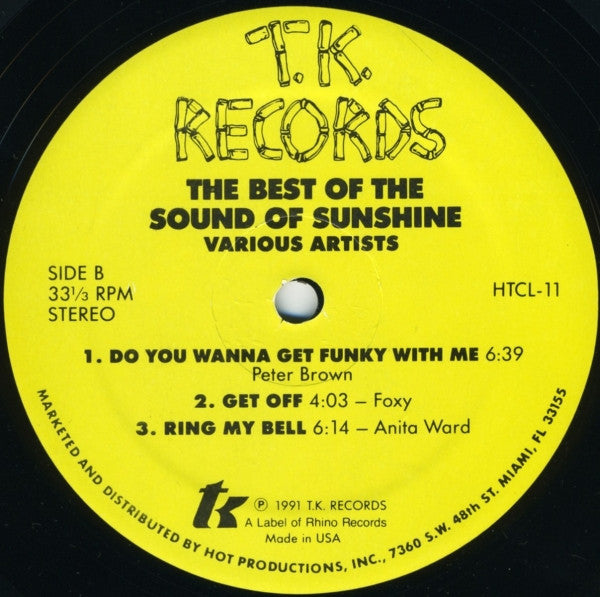 T.K.
RECORDS
THE BEST OF THE
SOUND OF SUNSHINE
VARIOUS ARTISTS
SIDE B
33⅓ RPM
STEREO
HTCL-11
1. DO YOU WANNA GET FUNKY WITH ME 6:39
Peter Brown
2. GET OFF 4:03 – Foxy
3. RING MY BELL 6:14 – Anita Ward
tk
℗ 1991 T.K. RECORDS
A Label of Rhino Records
Made in USA
MARKETED AND DISTRIBUTED BY HOT PRODUCTIONS, INC., 7360 S.W. 48th ST. MIAMI, FL 33155